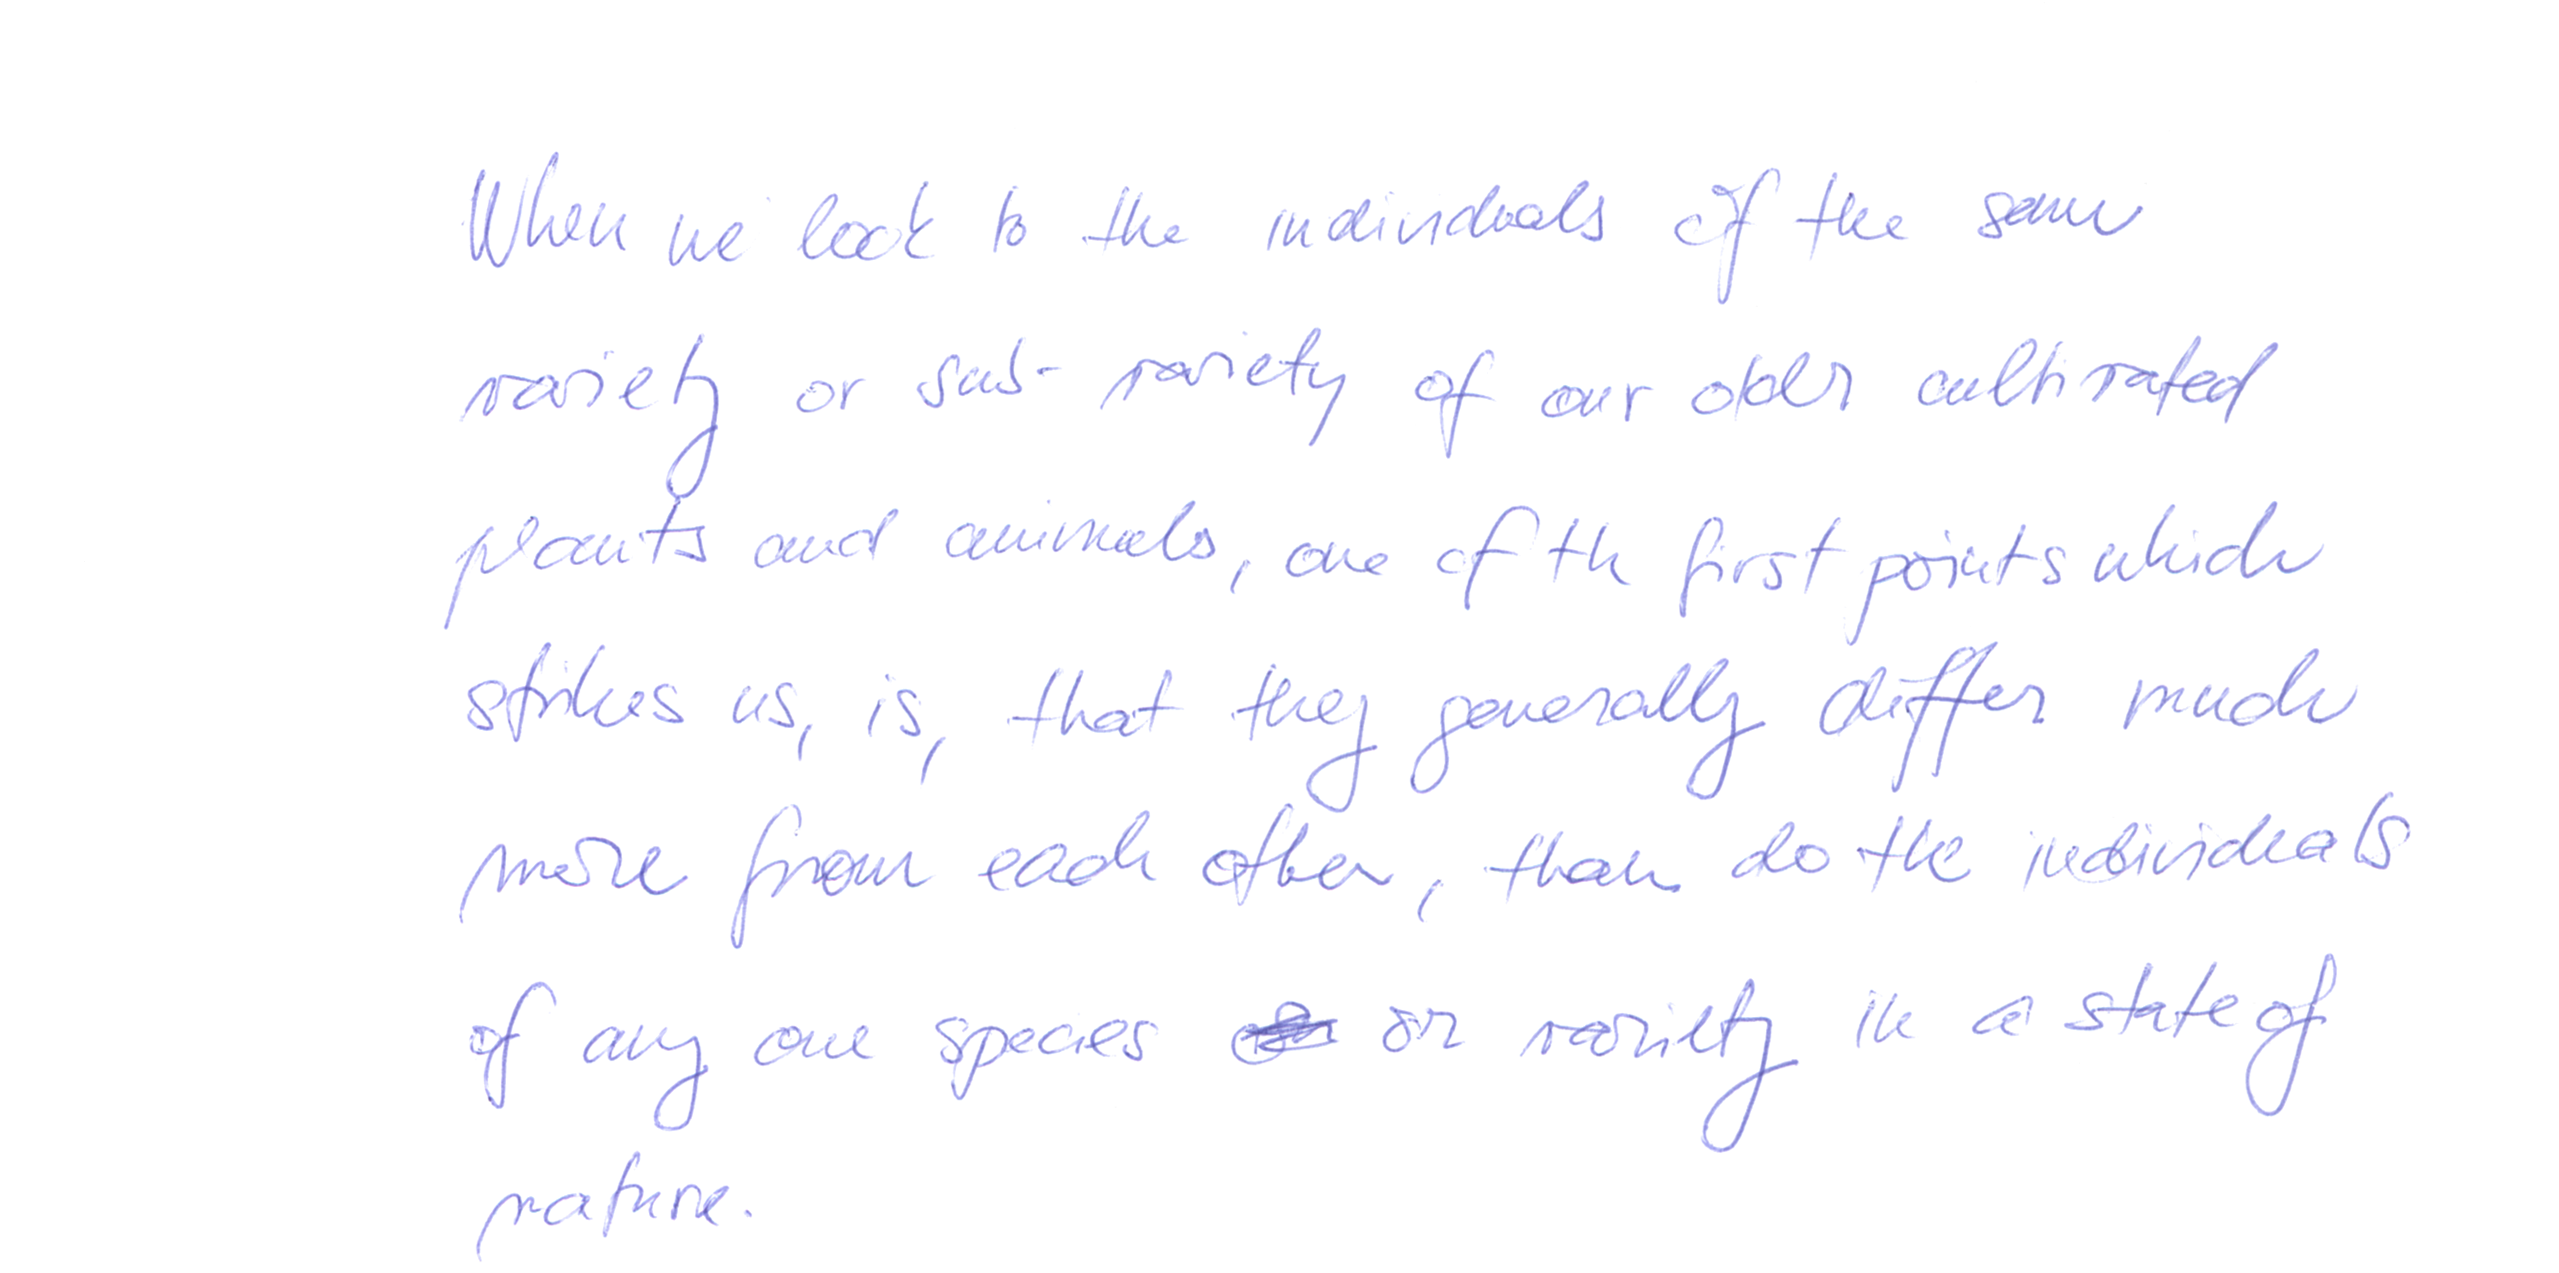 When we look to the individuals of the same
variety or sub-variety of our older cultivated
plants and animals, one of the first points which
strikes us, is, that they generally differ much
more from each other, than do the individuals
of any one species or variety in a state of
nature.